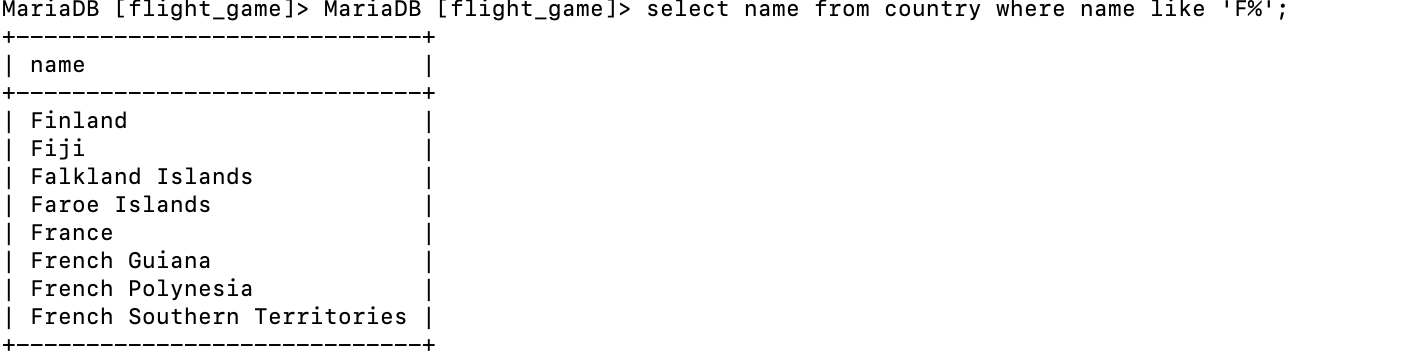 MariaDB [flight_game]> MariaDB [flight_game]> select name from country where name like 'F%';
+-----------------------------+
| name                        |
+-----------------------------+
| Finland                     |
| Fiji                        |
| Falkland Islands            |
| Faroe Islands               |
| France                      |
| French Guiana               |
| French Polynesia            |
| French Southern Territories |
+-----------------------------+